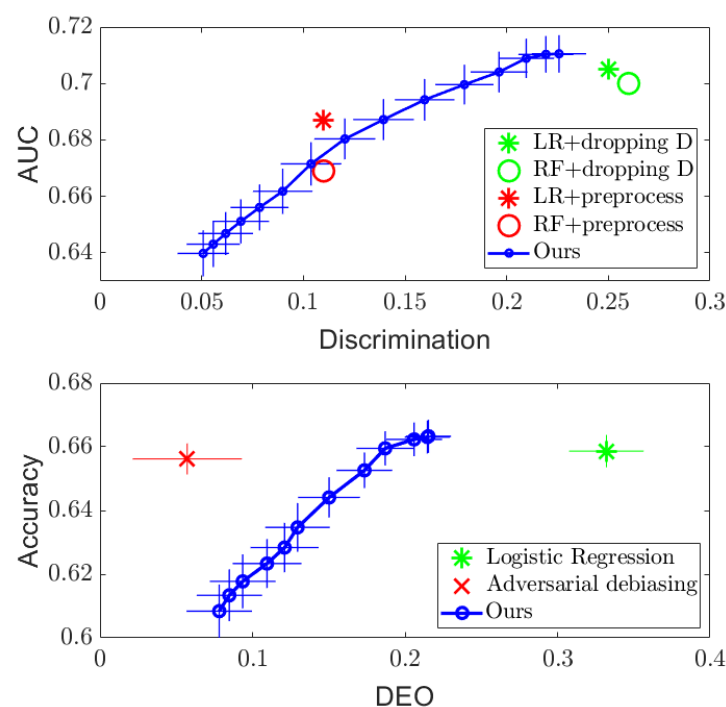 0.72
0.7
0.68
0.66
0.64
AUC
LR+dropping D
RF+dropping D
LR+preprocess
RF+preprocess
Ours
0 0.05 0.1 0.15 0.2 0.25 0.3
Discrimination
0.68
0.66
0.64
0.62
0.6
Accuracy
Logistic Regression
Adversarial debiasing
Ours
0 0.1 0.2 0.3 0.4
DEO